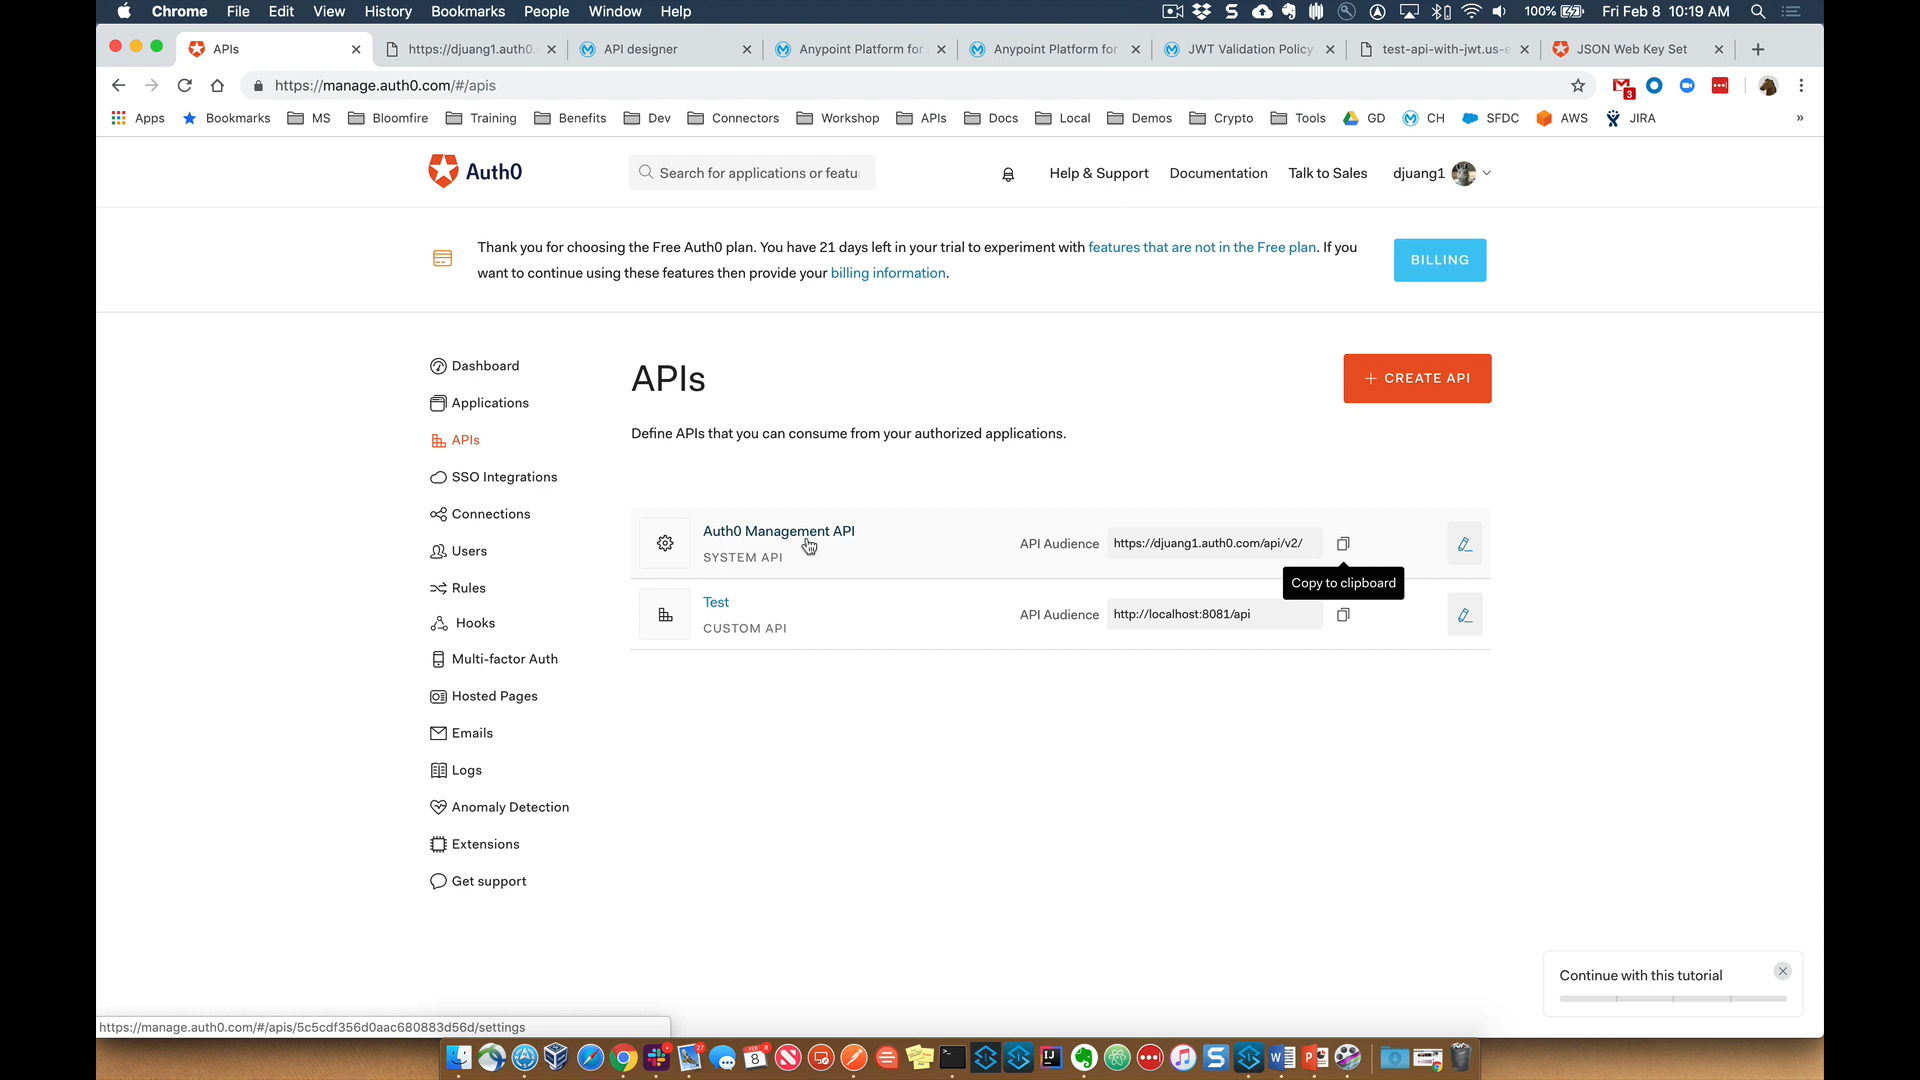 Chrome File Edit View History Bookmarks People Window Help 100% Fri Feb 8 10:19 AM
APIs https://djuang1.auth0. API designer Anypoint Platform for Anypoint Platform for JWT Validation Policy test-api-with-jwt.us-e JSON Web Key Set
https://manage.auth0.com/#/apis 3
Apps Bookmarks MS Bloomfire Training Benefits Dev Connectors Workshop APIs Docs Local Demos Crypto Tools GD CH SFDC AWS JIRA »
Auth0 Search for applications or featu Help & Support Documentation Talk to Sales djuang1
Thank you for choosing the Free Auth0 plan. You have 21 days left in your trial to experiment with features that are not in the Free plan. If you
want to continue using these features then provide your billing information.
BILLING
Dashboard
Applications
APIs
SSO Integrations
Connections
Users
Rules
Hooks
Multi-factor Auth
Hosted Pages
Emails
Logs
Anomaly Detection
Extensions
Get support
APIs
+ CREATE API
Define APIs that you can consume from your authorized applications.
Auth0 Management API
SYSTEM API
API Audience https://djuang1.auth0.com/api/v2/
Copy to clipboard
Test
CUSTOM API
API Audience http://localhost:8081/api
Continue with this tutorial
https://manage.auth0.com/#/apis/5c5cdf356d0aac680883d56d/settings